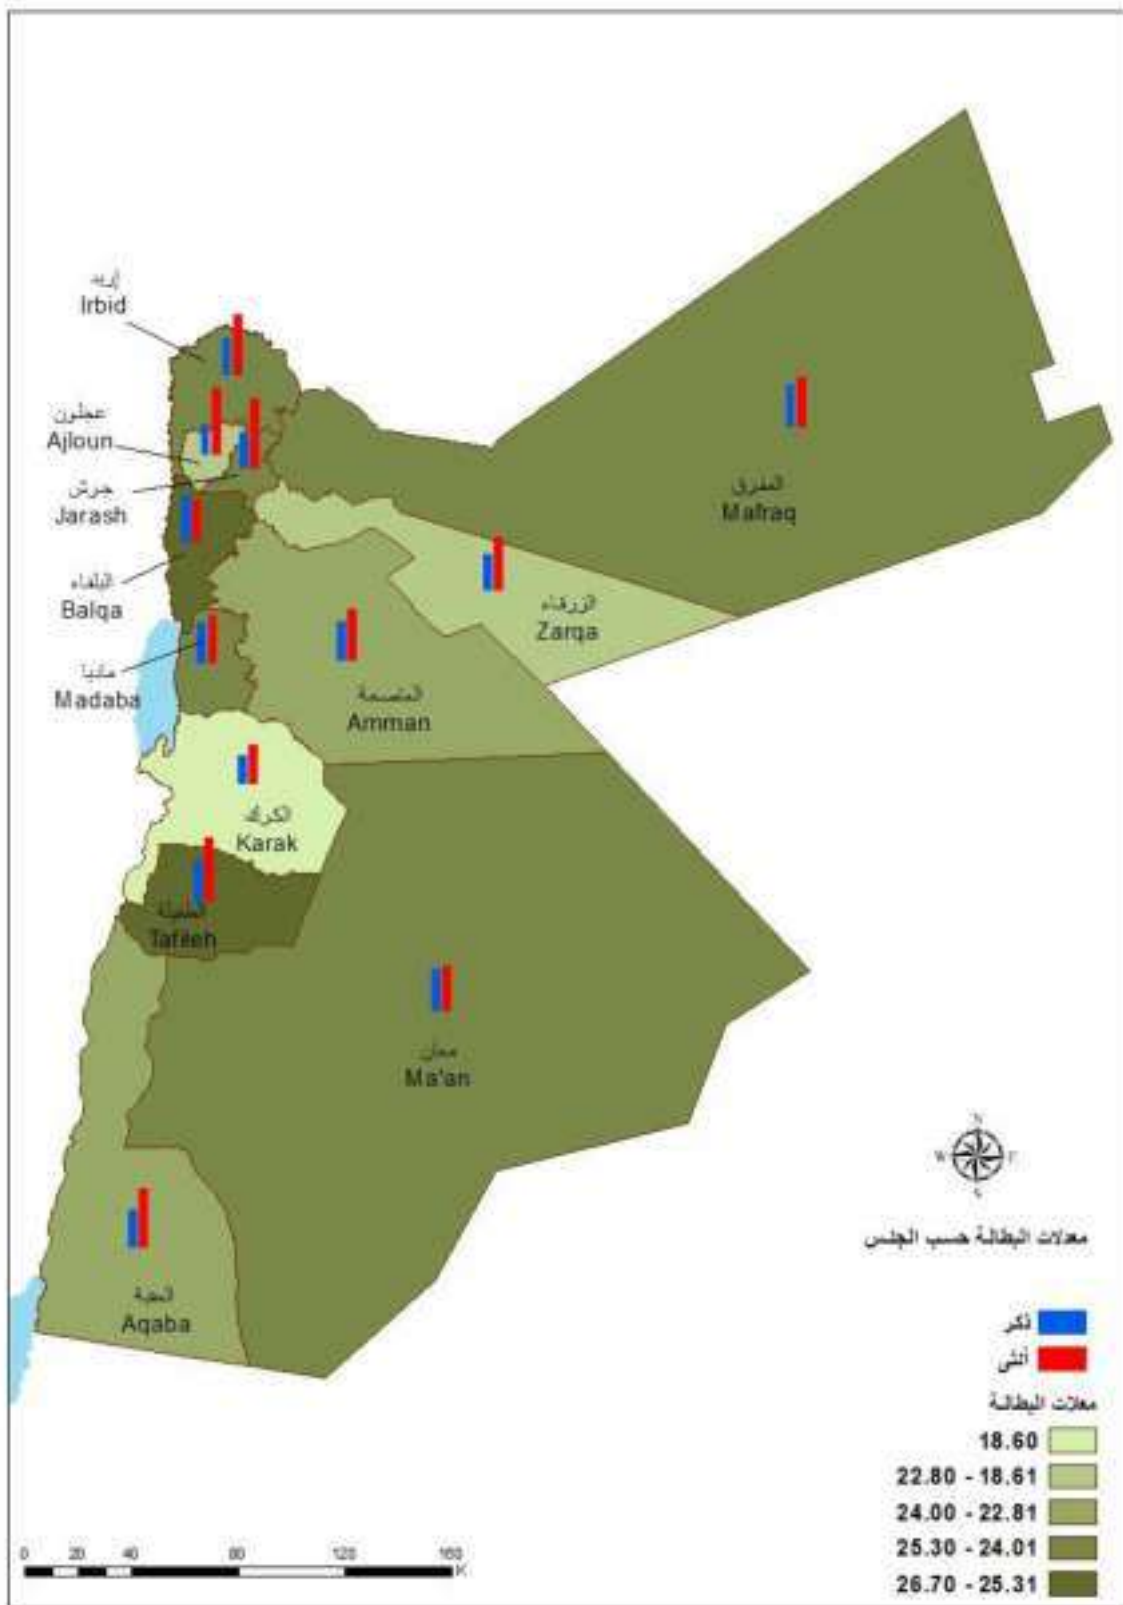 إربد
Irbid
عجلون
Ajloun
جرش
Jarash
البلقاء
Balqa
مادبا
Madaba
المفرق
Mafraq
الزرقاء
Zarqa
العاصمة
Amman
الكرك
Karak
الطفيلة
Tafileh
معان
Ma'an
العقبة
Aqaba
N
W E
S
معدلات البطالة حسب الجنس
ذكر
أنثى
معلات البطالة
18.60
22.80 - 18.61
24.00 - 22.81
25.30 - 24.01
26.70 - 25.31
0 20 40 80 120 160
K